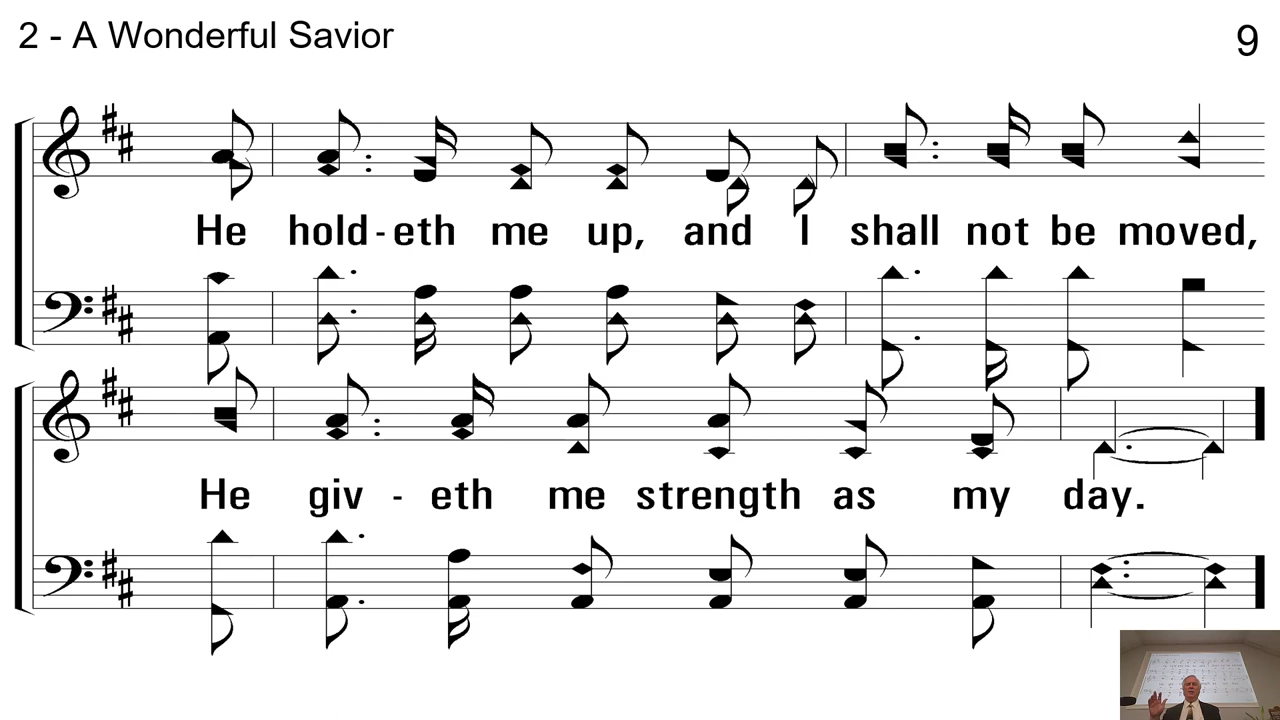 2 - A Wonderful Savior
9
He hold-eth me up, and I shall not be moved,
He giv - eth me strength as my day.